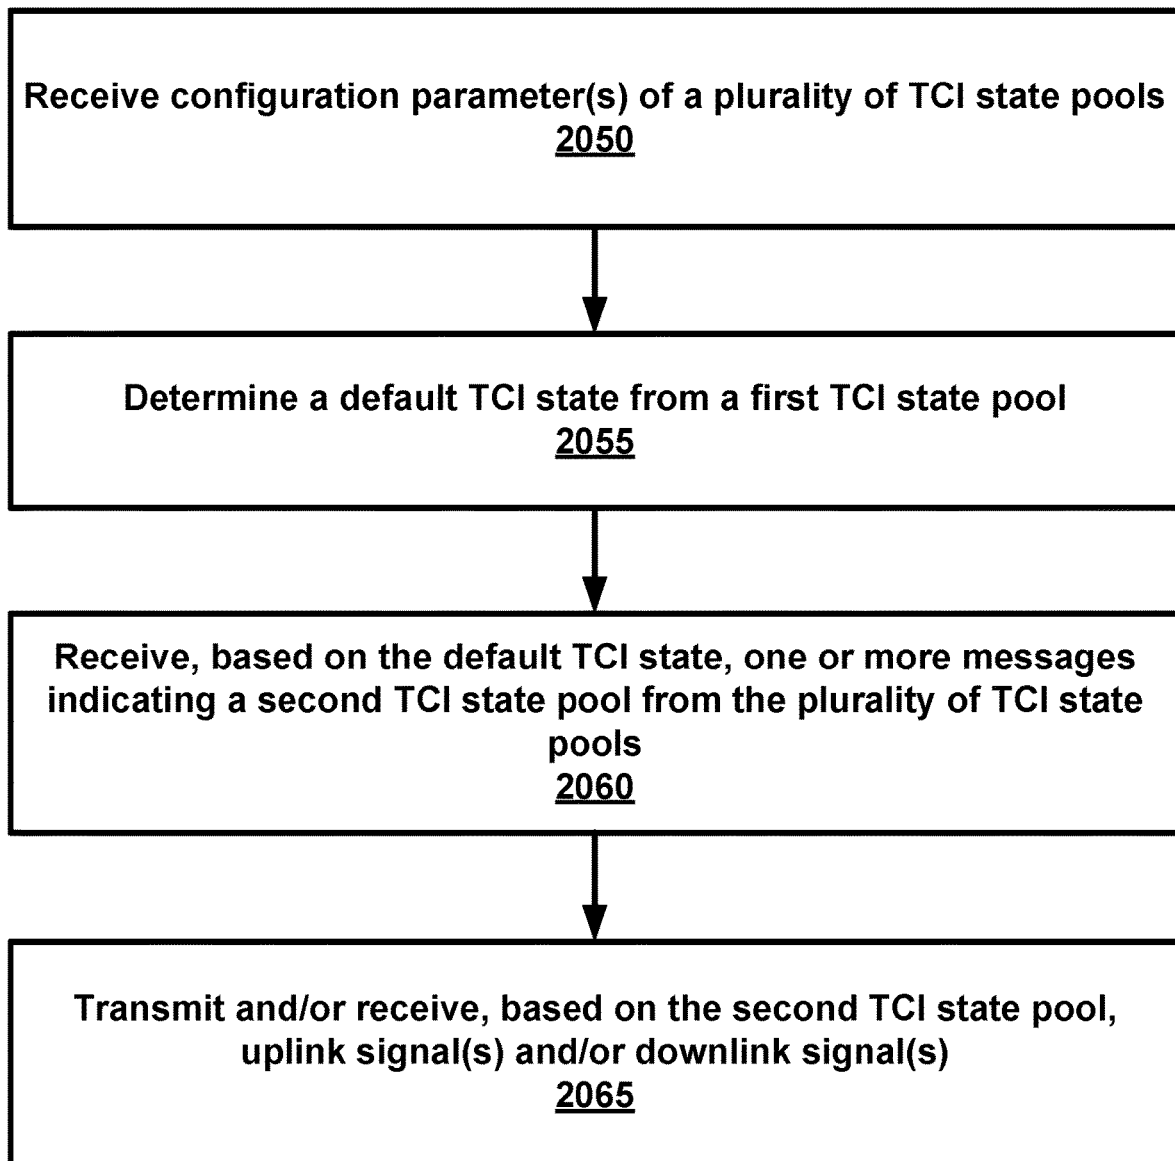 Receive configuration parameter(s) of a plurality of TCI state pools
2050
Determine a default TCI state from a first TCI state pool
2055
Receive, based on the default TCI state, one or more messages
indicating a second TCI state pool from the plurality of TCI state
pools
2060
Transmit and/or receive, based on the second TCI state pool,
uplink signal(s) and/or downlink signal(s)
2065